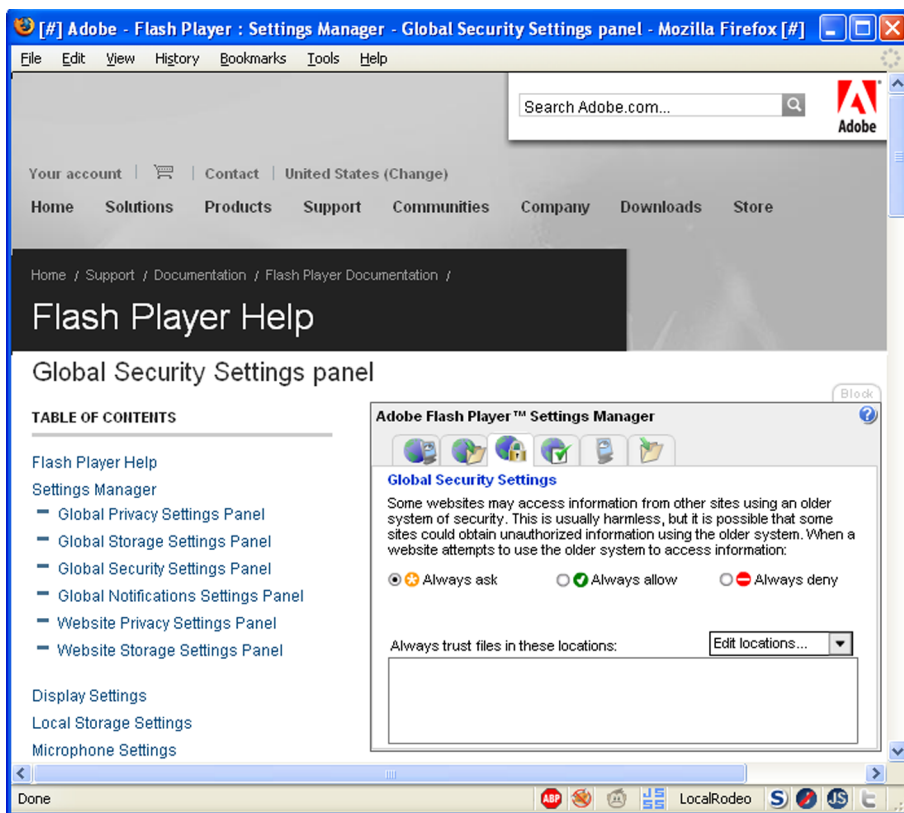 [#] Adobe - Flash Player : Settings Manager - Global Security Settings panel - Mozilla Firefox [#]
File Edit View History Bookmarks Tools Help
Search Adobe.com...
Adobe
Your account | | Contact | United States (Change)
Home Solutions Products Support Communities Company Downloads Store
Home / Support / Documentation / Flash Player Documentation /
Flash Player Help
Global Security Settings panel
Block
TABLE OF CONTENTS
Flash Player Help
Settings Manager
Global Privacy Settings Panel
Global Storage Settings Panel
Global Security Settings Panel
Global Notifications Settings Panel
Website Privacy Settings Panel
Website Storage Settings Panel
Display Settings
Local Storage Settings
Microphone Settings
Adobe Flash Player™ Settings Manager
?
Global Security Settings
Some websites may access information from other sites using an older
system of security. This is usually harmless, but it is possible that some
sites could obtain unauthorized information using the older system. When a
website attempts to use the older system to access information:
Always ask Always allow Always deny
Always trust files in these locations: Edit locations...
Done ABP JS SS LocalRodeo S JS t